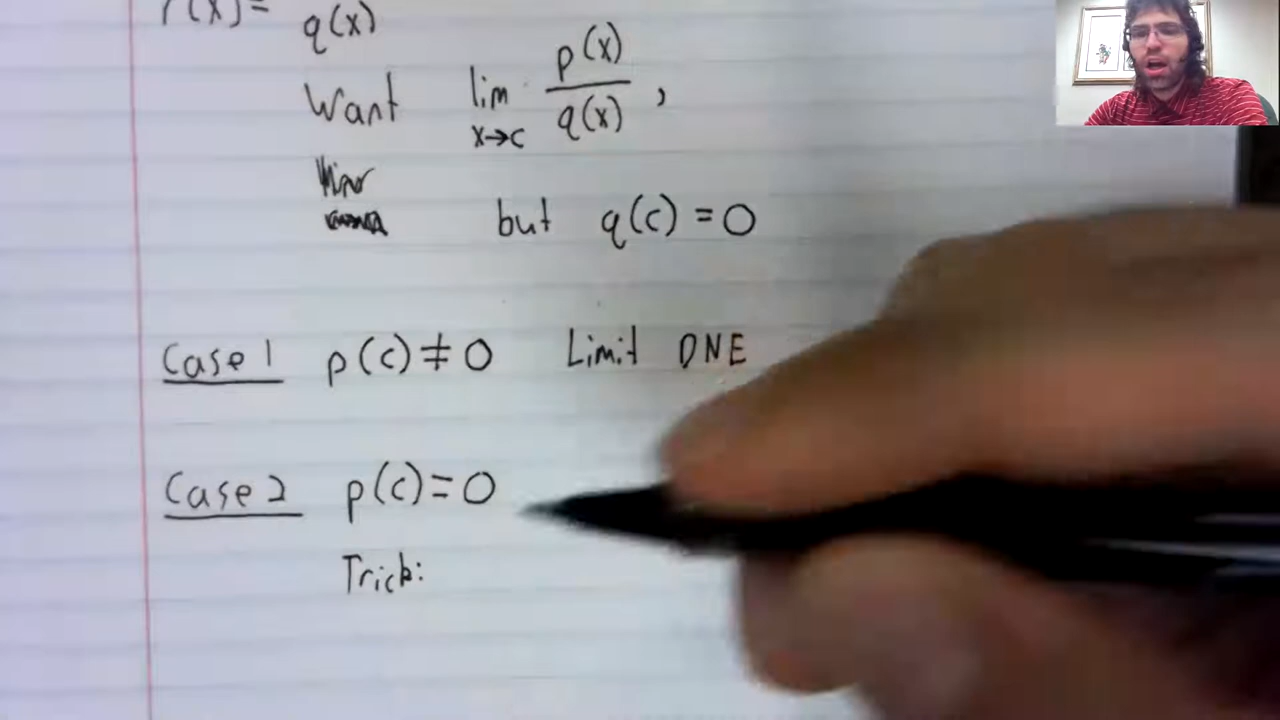 r(x)= q(x)
Want lim p(x)/q(x),
x→c
but q(c)=0
Case 1 p(c)≠0 Limit DNE
Case 2 p(c)=0
Trick: